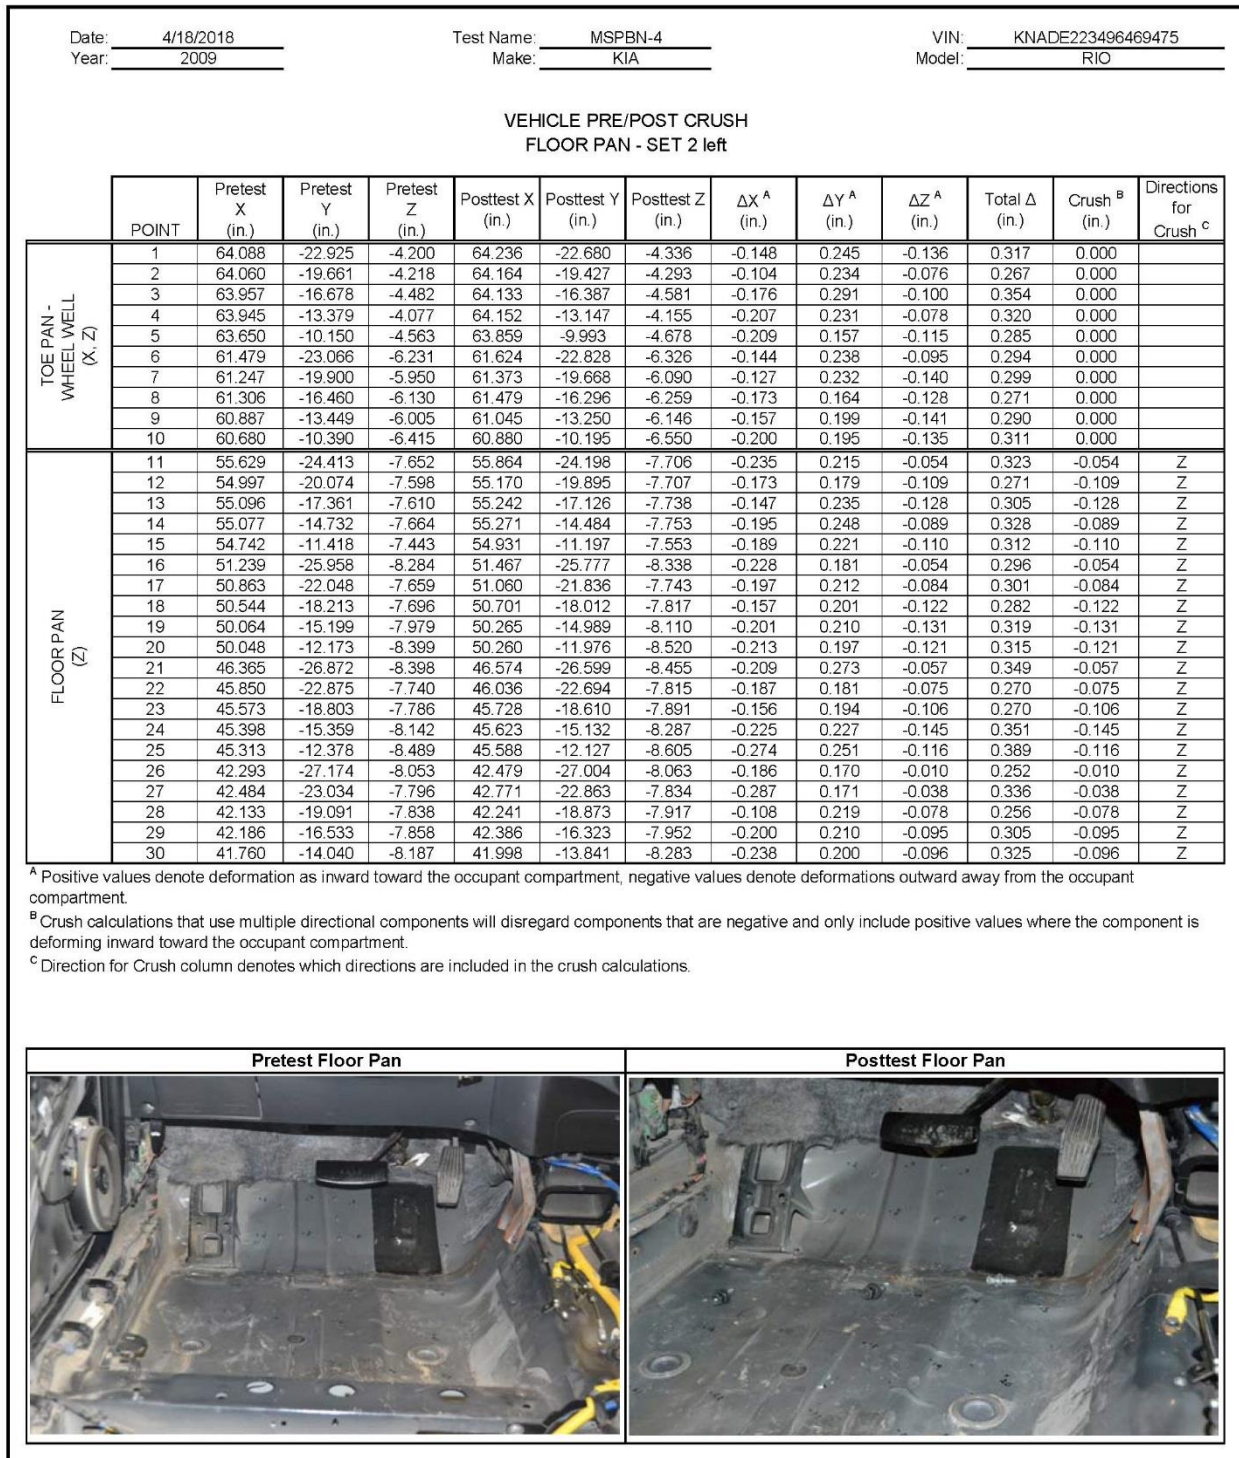 Date: 4/18/2018 Test Name: MSPBN-4 VIN: KNADE223496469475
Year: 2009 Make: KIA Model: RIO
VEHICLE PRE/POST CRUSH
FLOOR PAN - SET 2 left
POINT Pretest X (in.) Pretest Y (in.) Pretest Z (in.) Posttest X (in.) Posttest Y (in.) Posttest Z (in.) ΔX A (in.) ΔY A (in.) ΔZ A (in.) Total Δ (in.) Crush B (in.) Directions for Crush C
TOE PAN - WHEEL WELL (X, Z)
1 64.088 -22.925 -4.200 64.236 -22.680 -4.336 -0.148 0.245 -0.136 0.317 0.000
2 64.060 -19.661 -4.218 64.164 -19.427 -4.293 -0.104 0.234 -0.076 0.267 0.000
3 63.957 -16.678 -4.482 64.133 -16.387 -4.581 -0.176 0.291 -0.100 0.354 0.000
4 63.945 -13.379 -4.077 64.152 -13.147 -4.155 -0.207 0.231 -0.078 0.320 0.000
5 63.650 -10.150 -4.563 63.859 -9.993 -4.678 -0.209 0.157 -0.115 0.285 0.000
6 61.479 -23.066 -6.231 61.624 -22.828 -6.326 -0.144 0.238 -0.095 0.294 0.000
7 61.247 -19.900 -5.950 61.373 -19.668 -6.090 -0.127 0.232 -0.140 0.299 0.000
8 61.306 -16.460 -6.130 61.479 -16.296 -6.259 -0.173 0.164 -0.128 0.271 0.000
9 60.887 -13.449 -6.005 61.045 -13.250 -6.146 -0.157 0.199 -0.141 0.290 0.000
10 60.680 -10.390 -6.415 60.880 -10.195 -6.550 -0.200 0.195 -0.135 0.311 0.000
FLOOR PAN (Z)
11 55.629 -24.413 -7.652 55.864 -24.198 -7.706 -0.235 0.215 -0.054 0.323 -0.054 Z
12 54.997 -20.074 -7.598 55.170 -19.895 -7.707 -0.173 0.179 -0.109 0.271 -0.109 Z
13 55.096 -17.361 -7.610 55.242 -17.126 -7.738 -0.147 0.235 -0.128 0.305 -0.128 Z
14 55.077 -14.732 -7.664 55.271 -14.484 -7.753 -0.195 0.248 -0.089 0.328 -0.089 Z
15 54.742 -11.418 -7.443 54.931 -11.197 -7.553 -0.189 0.221 -0.110 0.312 -0.110 Z
16 51.239 -25.958 -8.284 51.467 -25.777 -8.338 -0.228 0.181 -0.054 0.296 -0.054 Z
17 50.863 -22.048 -7.659 51.060 -21.836 -7.743 -0.197 0.212 -0.084 0.301 -0.084 Z
18 50.544 -18.213 -7.696 50.701 -18.012 -7.817 -0.157 0.201 -0.122 0.282 -0.122 Z
19 50.064 -15.199 -7.979 50.265 -14.989 -8.110 -0.201 0.210 -0.131 0.319 -0.131 Z
20 50.048 -12.173 -8.399 50.260 -11.976 -8.520 -0.213 0.197 -0.121 0.315 -0.121 Z
21 46.365 -26.872 -8.398 46.574 -26.599 -8.455 -0.209 0.273 -0.057 0.349 -0.057 Z
22 45.850 -22.875 -7.740 46.036 -22.694 -7.815 -0.187 0.181 -0.075 0.270 -0.075 Z
23 45.573 -18.803 -7.786 45.728 -18.610 -7.891 -0.156 0.194 -0.106 0.270 -0.106 Z
24 45.398 -15.359 -8.142 45.623 -15.132 -8.287 -0.225 0.227 -0.145 0.351 -0.145 Z
25 45.313 -12.378 -8.489 45.588 -12.127 -8.605 -0.274 0.251 -0.116 0.389 -0.116 Z
26 42.293 -27.174 -8.053 42.479 -27.004 -8.063 -0.186 0.170 -0.010 0.252 -0.010 Z
27 42.484 -23.034 -7.796 42.771 -22.863 -7.834 -0.287 0.171 -0.038 0.336 -0.038 Z
28 42.133 -19.091 -7.838 42.241 -18.873 -7.917 -0.108 0.219 -0.078 0.256 -0.078 Z
29 42.186 -16.533 -7.858 42.386 -16.323 -7.952 -0.200 0.210 -0.095 0.305 -0.095 Z
30 41.760 -14.040 -8.187 41.998 -13.841 -8.283 -0.238 0.200 -0.096 0.325 -0.096 Z
A Positive values denote deformation as inward toward the occupant compartment, negative values denote deformations outward away from the occupant
compartment.
B Crush calculations that use multiple directional components will disregard components that are negative and only include positive values where the component is
deforming inward toward the occupant compartment.
C Direction for Crush column denotes which directions are included in the crush calculations.
Pretest Floor Pan Posttest Floor Pan